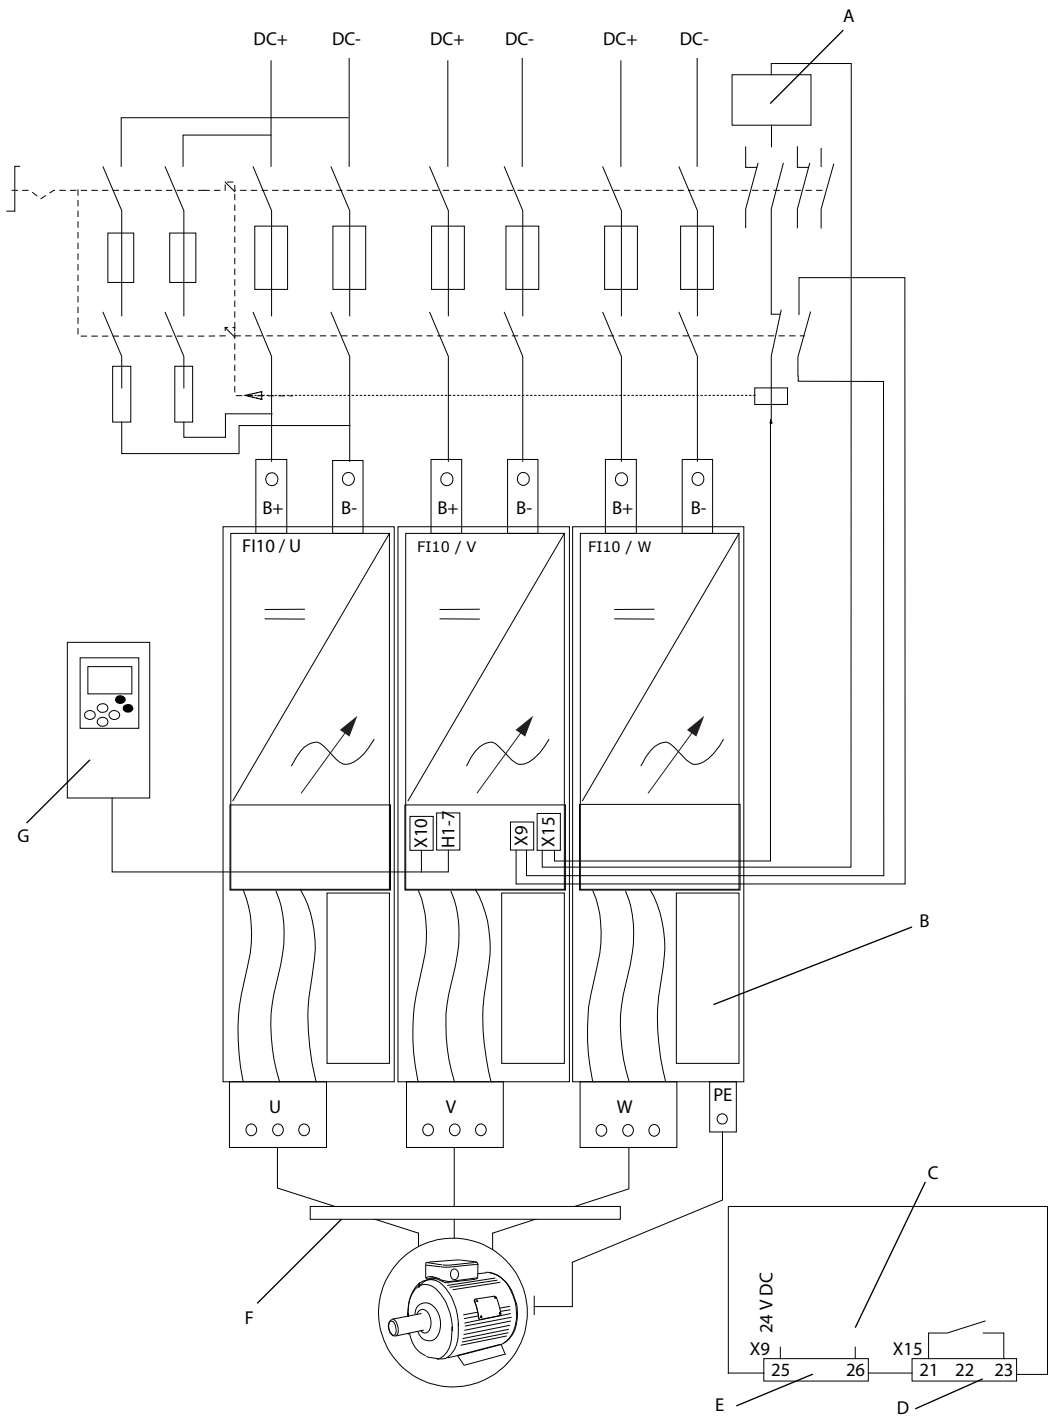 A
DC+ DC- DC+ DC- DC+ DC-
B+ B- B+ B- B+ B-
FI10 / U FI10 / V FI10 / W
X10 H1-7 X9 X15
G
B
U V W PE
C
24 V DC
F
X9 X15
25 26 21 22 23
E D